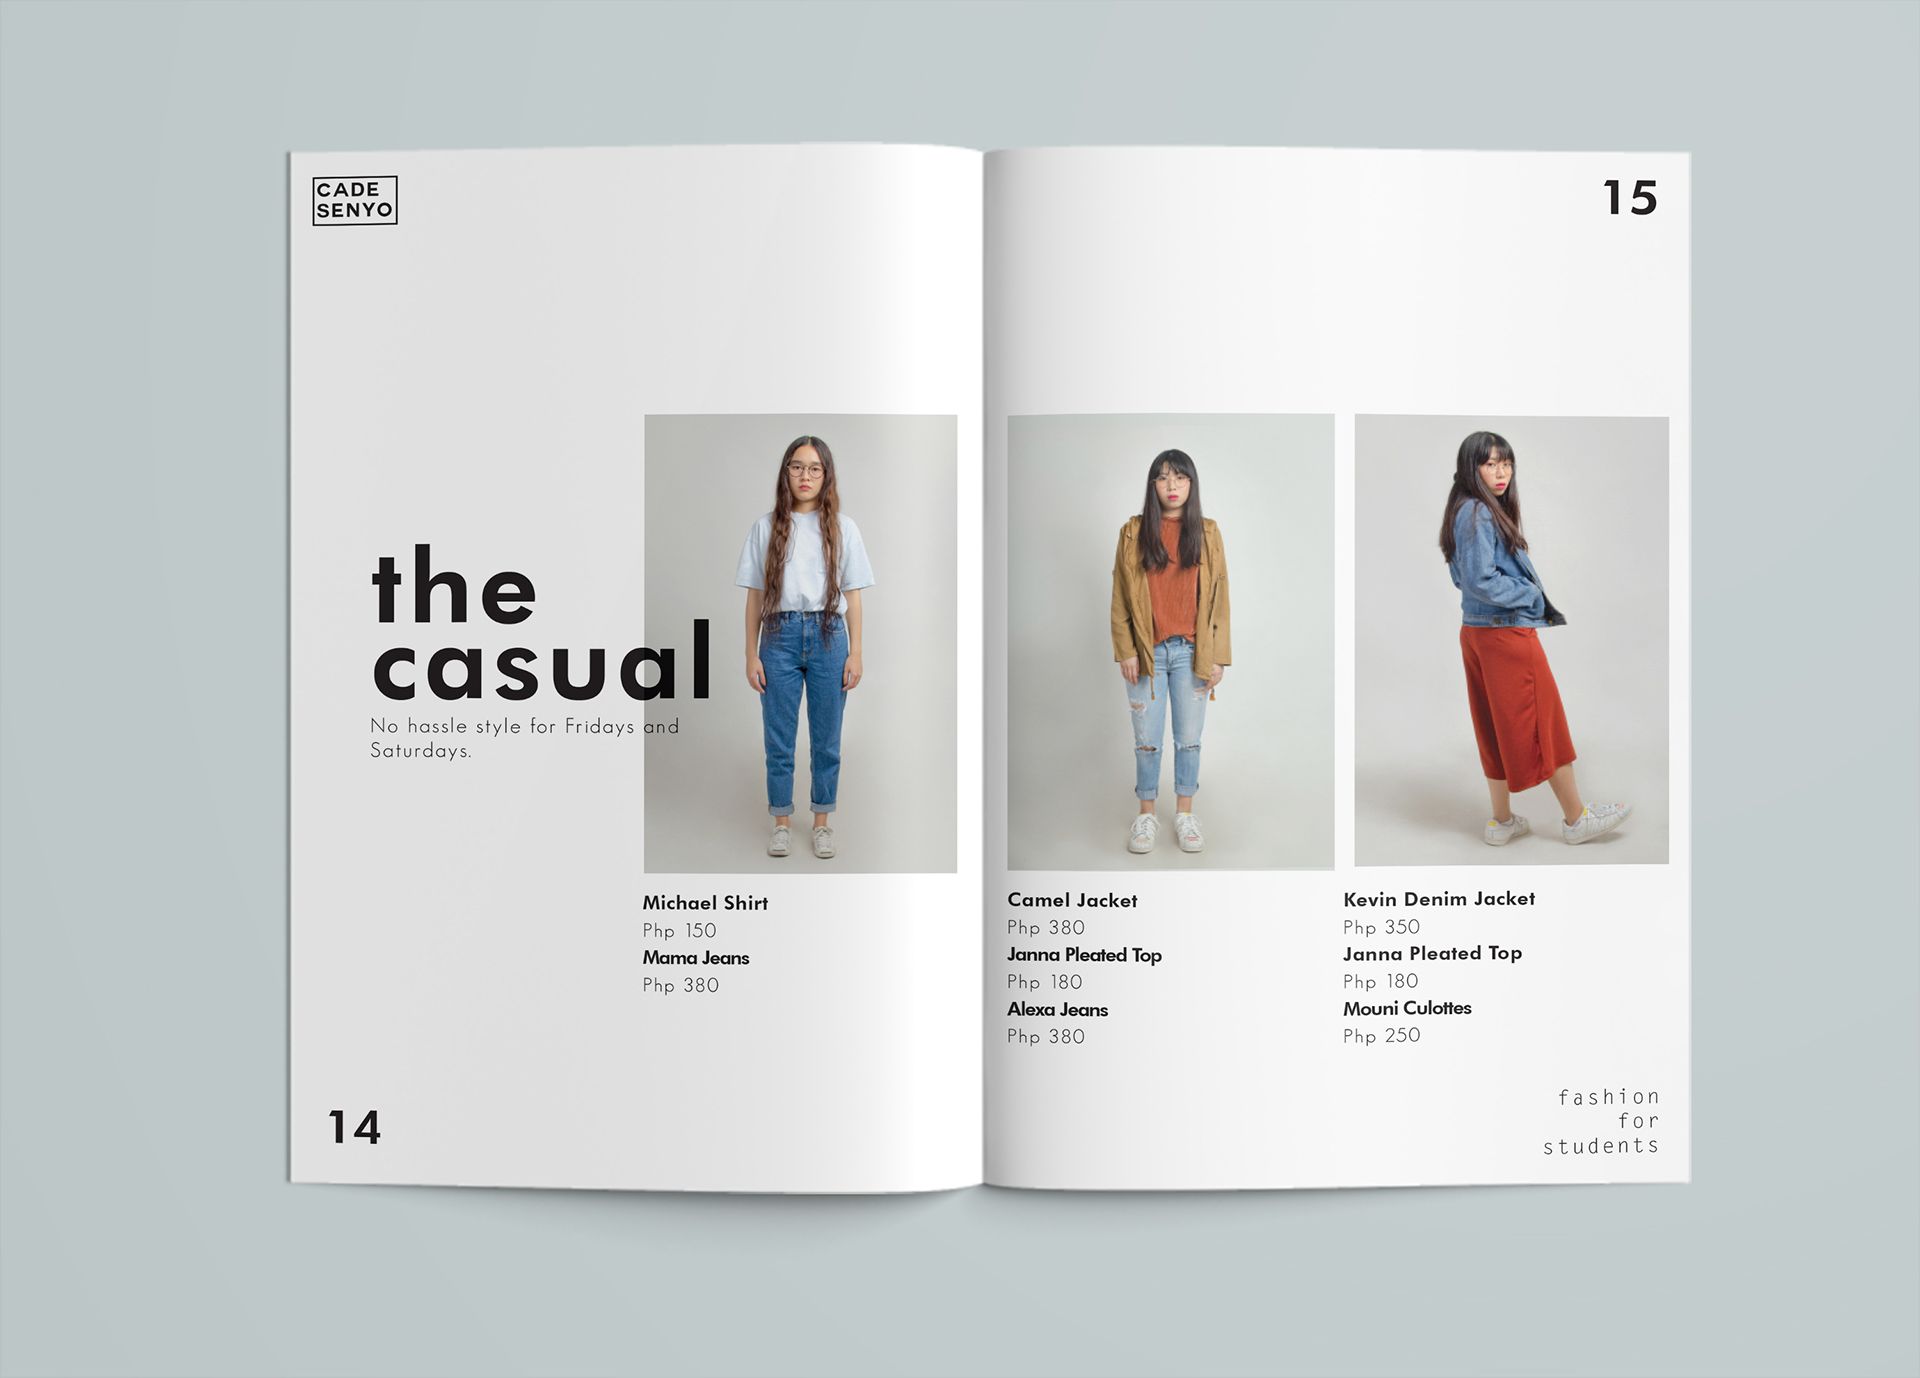 CADE
SENYO
the
casual
No hassle style for Fridays and
Saturdays.
Michael Shirt
Php 150
Mama Jeans
Php 380
14
15
Camel Jacket
Php 380
Janna Pleated Top
Php 180
Alexa Jeans
Php 380
Kevin Denim Jacket
Php 350
Janna Pleated Top
Php 180
Mouni Culottes
Php 250
fashion
for
students